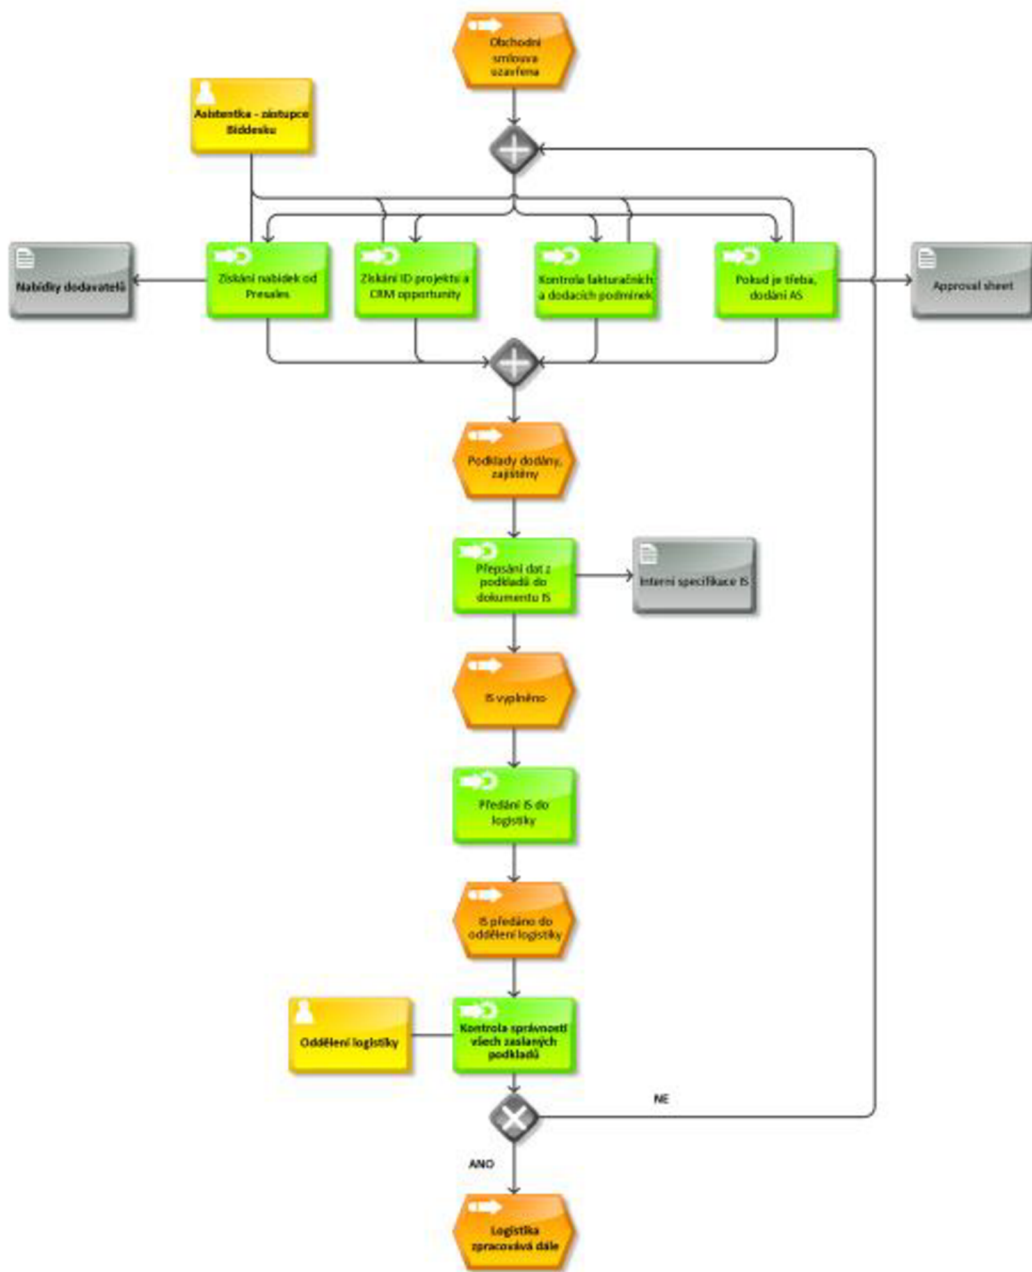 Obchodní
smlouva
uzavřena
Asistentka - zástupce
Biddesku
Nabídky dodavatelů
Získání nabídek od
Presales
Získání ID projektu a
CRM opportunity
Kontrola fakturačních
a dodacích podmínek
Pokud je třeba,
dodání AS
Approval sheet
Podklady dodány,
zajištěny
Přepsání dat z
podkladů do
dokumentu IS
Interní specifikace IS
IS vyplněno
Předání IS do
logistiky
IS předáno do
oddělení logistiky
Oddělení logistiky
Kontrola správnosti
všech zaslaných
podkladů
NE
ANO
Logistika
zpracovává dále